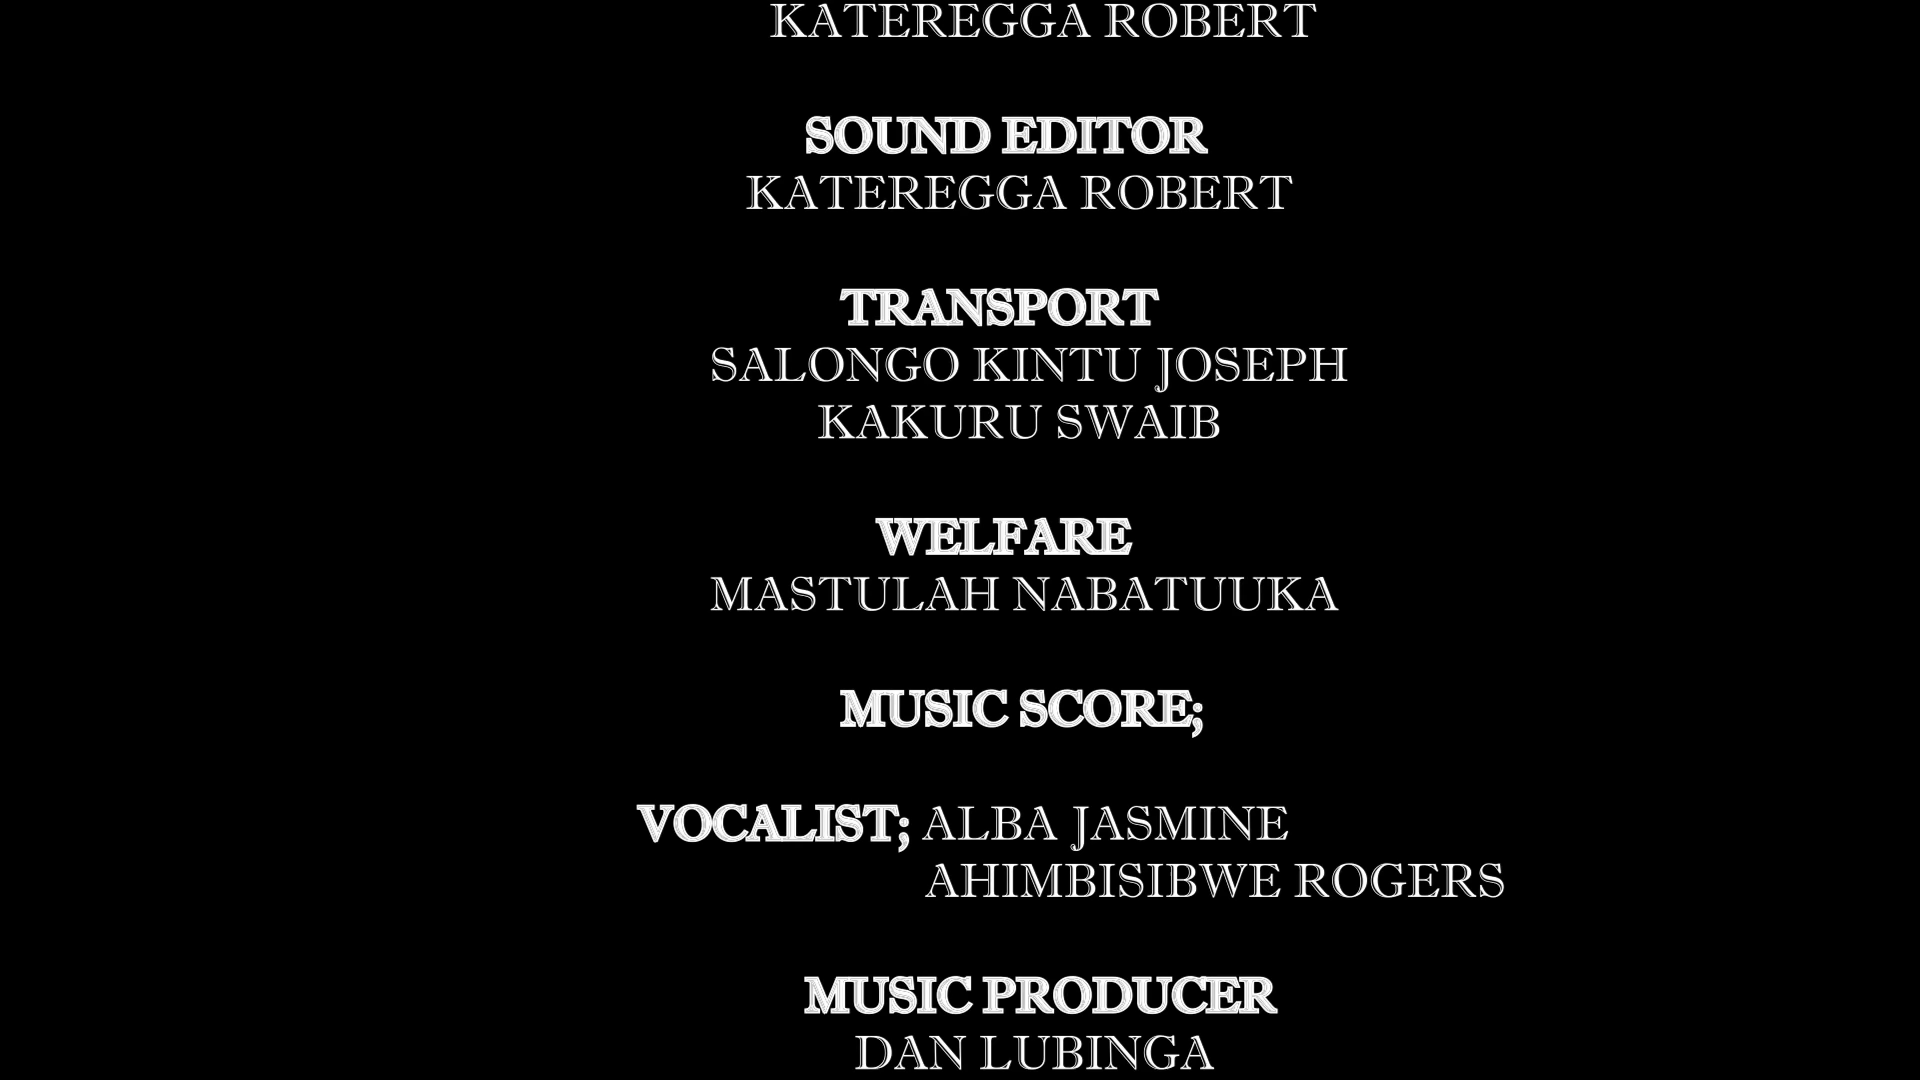 KATEREGGA ROBERT
SOUND EDITOR
KATEREGGA ROBERT
TRANSPORT
SALONGO KINTU JOSEPH
KAKURU SWAIB
WELFARE
MASTULAH NABATUUKA
MUSIC SCORE;
VOCALIST; ALBA JASMINE
AHIMBISIBWE ROGERS
MUSIC PRODUCER
DAN LUBINGA